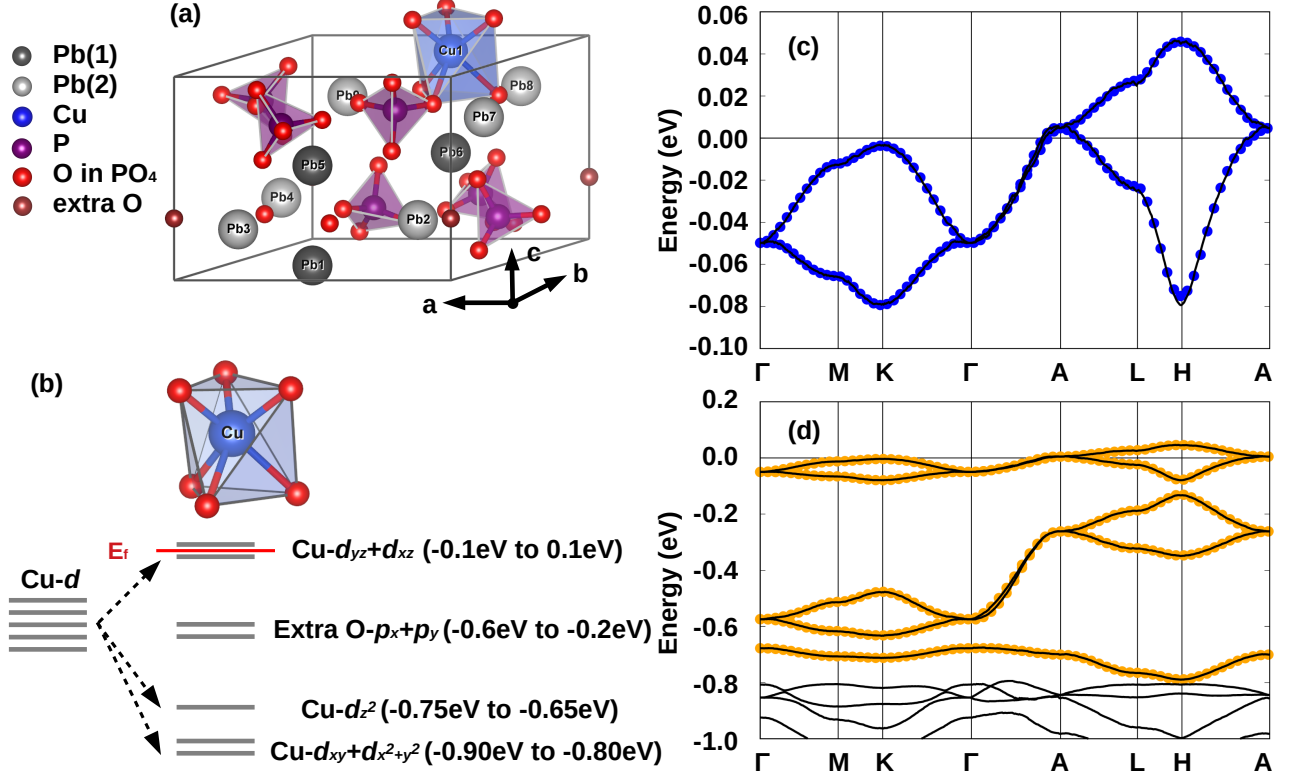 (a)
Pb(1)
Pb(2)
Cu
P
O in PO4
extra O
Cu1
Pb8
Pb7
Pb6
Pb5
Pb4
Pb3
Pb2
Pb1
c
b
a
(b)
Cu
Cu-d
Ef
Cu-dyz+dxz (-0.1eV to 0.1eV)
Extra O-px+py (-0.6eV to -0.2eV)
Cu-dz2 (-0.75eV to -0.65eV)
Cu-dxy+dx2+y2 (-0.90eV to -0.80eV)
(c)
Energy (eV)
0.06
0.04
0.02
0.00
-0.02
-0.04
-0.06
-0.08
-0.10
Γ M K Γ A L H A
(d)
Energy (eV)
0.2
0.0
-0.2
-0.4
-0.6
-0.8
-1.0
Γ M K Γ A L H A